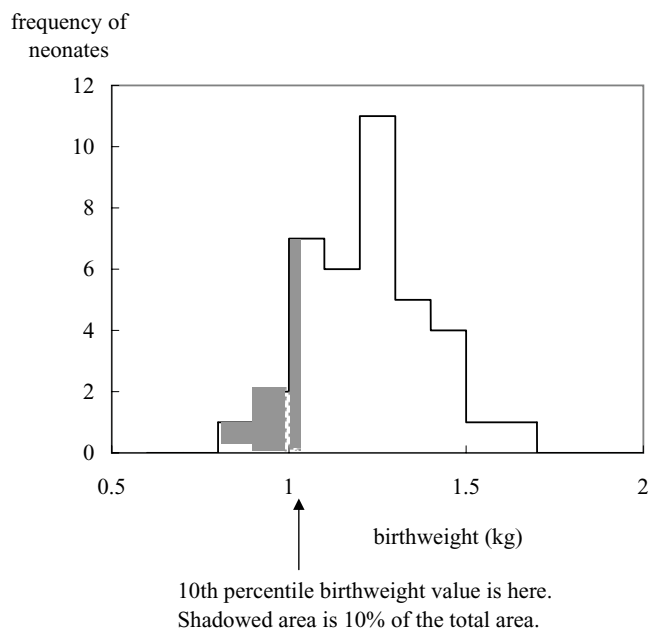 frequency of
neonates
12
10
8
6
4
2
0
0.5 1 1.5 2
birthweight (kg)
10th percentile birthweight value is here.
Shadowed area is 10% of the total area.